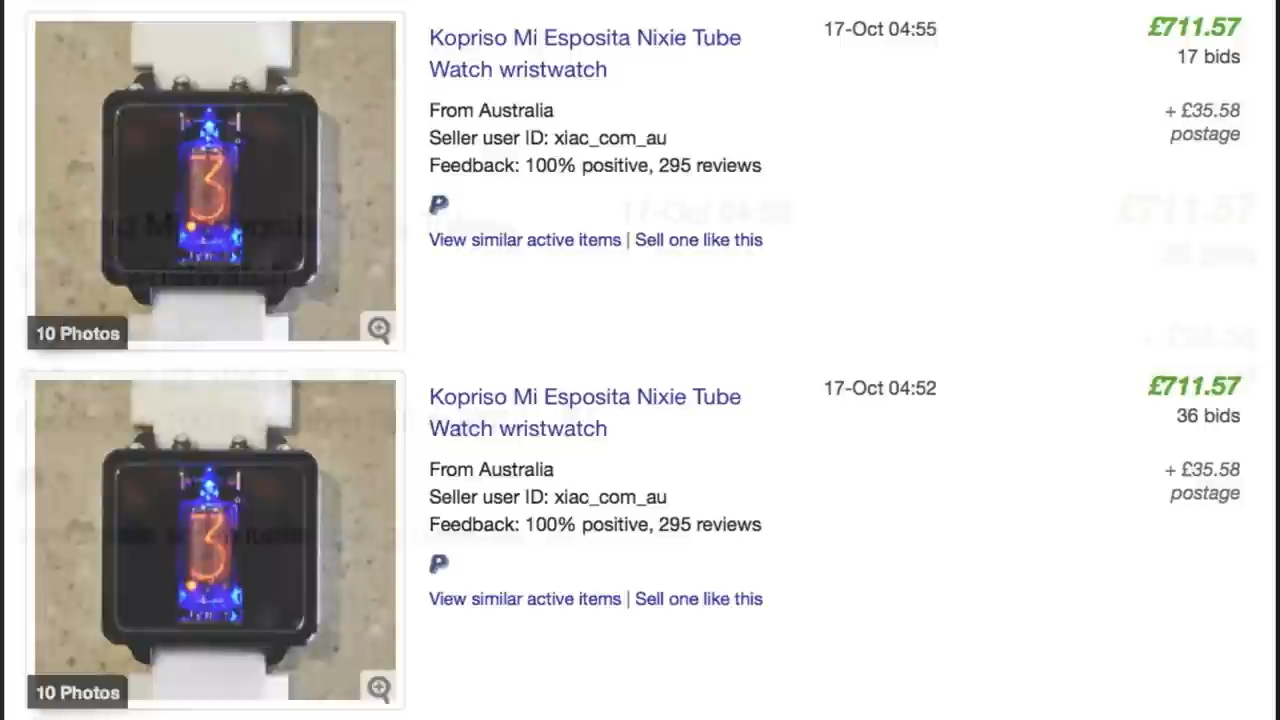 Kopriso Mi Esposita Nixie Tube
Watch wristwatch
17-Oct 04:55
£711.57
17 bids
From Australia
+ £35.58
Seller user ID: xiac_com_au
postage
Feedback: 100% positive, 295 reviews
P
View similar active items | Sell one like this
10 Photos
3
Kopriso Mi Esposita Nixie Tube
Watch wristwatch
17-Oct 04:52
£711.57
36 bids
From Australia
+ £35.58
Seller user ID: xiac_com_au
postage
Feedback: 100% positive, 295 reviews
P
View similar active items | Sell one like this
10 Photos
3